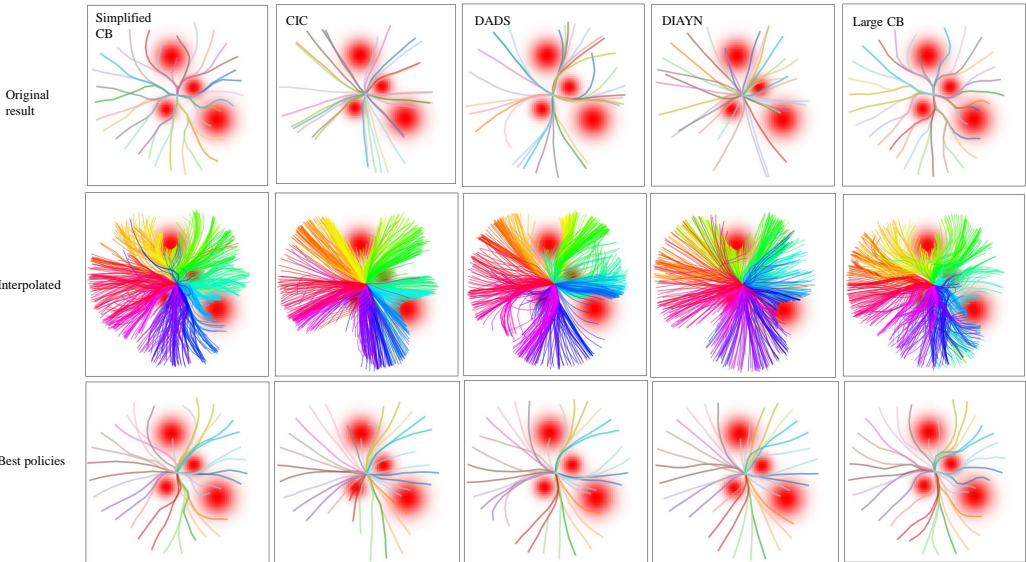 Simplified
CB
CIC
DADS
DIAYN
Large CB
Original
result
Interpolated
Best policies